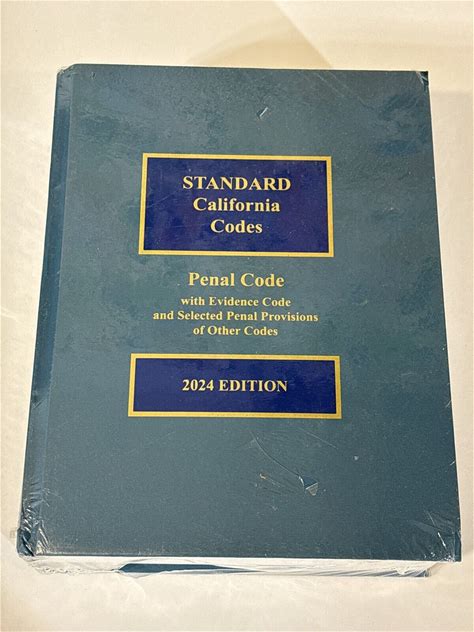 STANDARD
California
Codes
Penal Code
with Evidence Code
and Selected Penal Provisions
of Other Codes
2024 EDITION